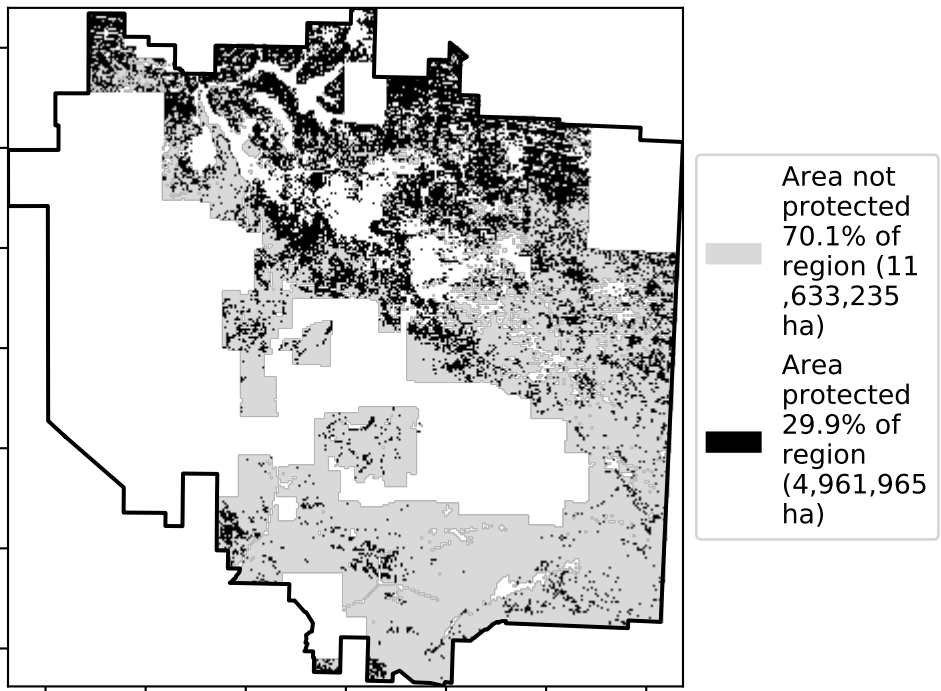 Area not
protected
70.1% of
region (11
,633,235
ha)
Area
protected
29.9% of
region
(4,961,965
ha)